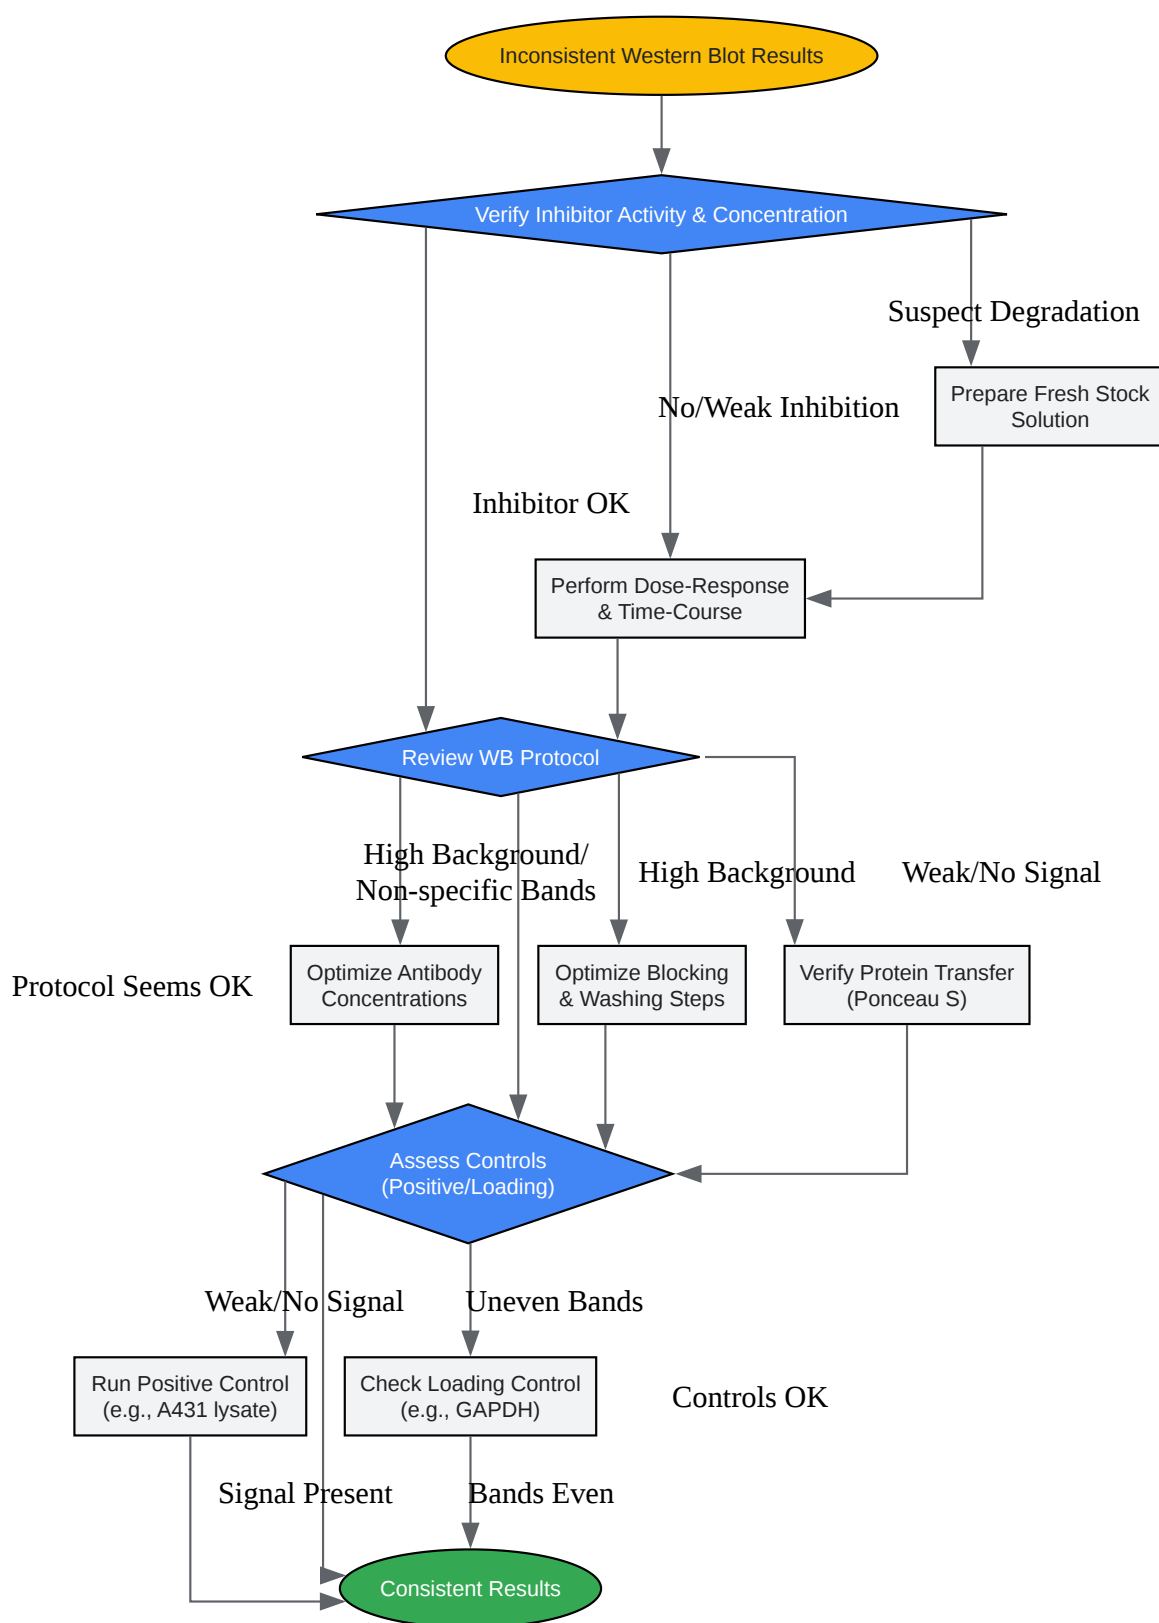 Inconsistent Western Blot Results
Verify Inhibitor Activity & Concentration
Suspect Degradation
Prepare Fresh Stock
Solution
No/Weak Inhibition
Inhibitor OK
Perform Dose-Response
& Time-Course
Review WB Protocol
High Background/
Non-specific Bands
High Background
Weak/No Signal
Protocol Seems OK
Optimize Antibody
Concentrations
Optimize Blocking
& Washing Steps
Verify Protein Transfer
(Ponceau S)
Assess Controls
(Positive/Loading)
Weak/No Signal
Uneven Bands
Run Positive Control
(e.g., A431 lysate)
Check Loading Control
(e.g., GAPDH)
Controls OK
Signal Present
Bands Even
Consistent Results